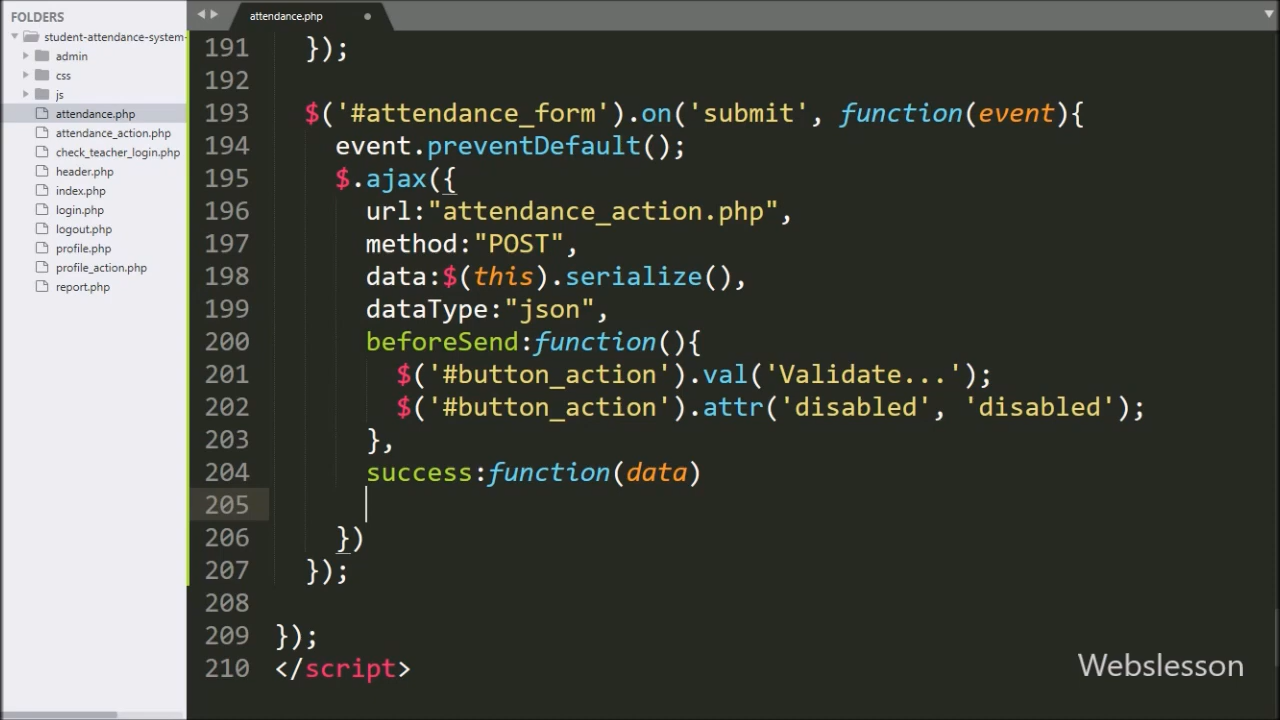 FOLDERS
student-attendance-system-
admin
css
js
attendance.php
attendance_action.php
check_teacher_login.php
header.php
index.php
login.php
logout.php
profile.php
profile_action.php
report.php
attendance.php
191 });
192
193 $('#attendance_form').on('submit', function(event){
194 event.preventDefault();
195 $.ajax({
196 url:"attendance_action.php",
197 method:"POST",
198 data:$(this).serialize(),
199 dataType:"json",
200 beforeSend:function(){
201 $('#button_action').val('Validate...');
202 $('#button_action').attr('disabled', 'disabled');
203 },
204 success:function(data)
205
206 })
207 });
208
209 });
210 </script>
Webslesson